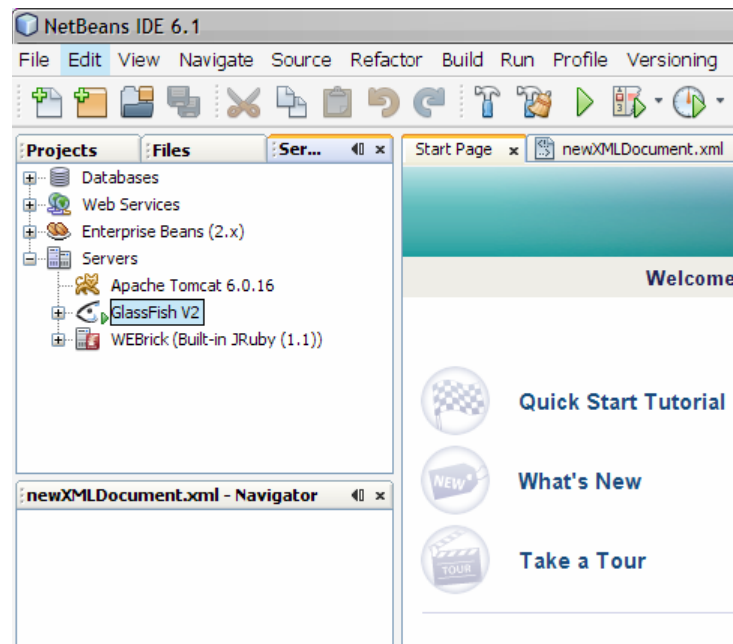 NetBeans IDE 6.1
File Edit View Navigate Source Refactor Build Run Profile Versioning
Projects Files Ser... Start Page newXMLDocument.xml
Databases
Web Services
Enterprise Beans (2.x)
Servers
Apache Tomcat 6.0.16
GlassFish V2
WEBrick (Built-in JRuby (1.1))
newXMLDocument.xml - Navigator
Welcome
Quick Start Tutorial
NEW
What's New
TOUR
Take a Tour